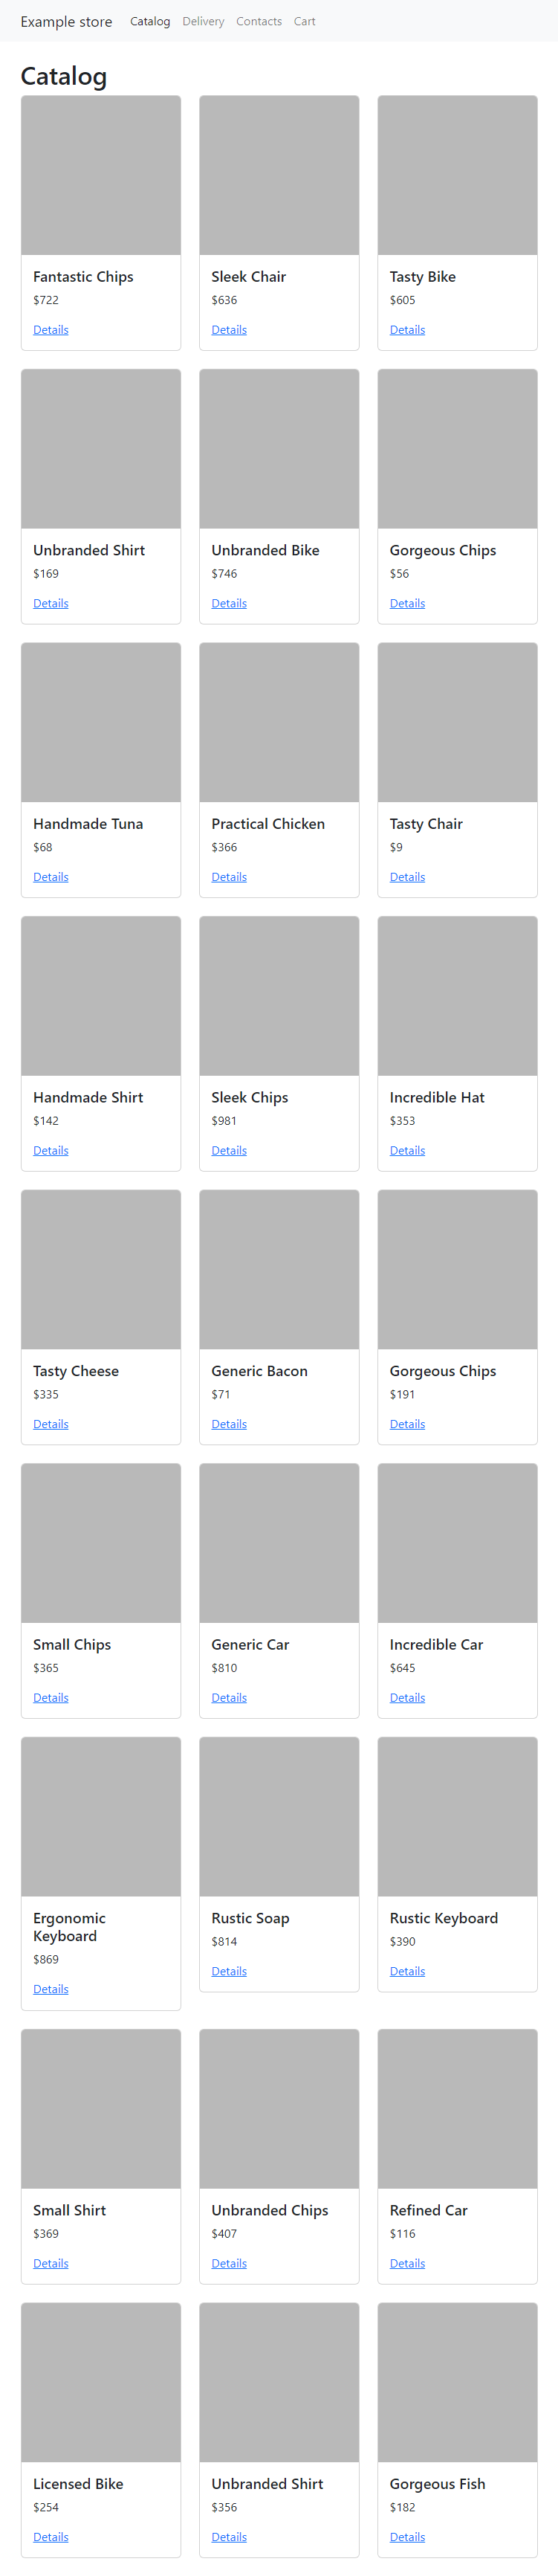 Example store Catalog Delivery Contacts Cart
Catalog
Fantastic Chips
$722
Details
Sleek Chair
$636
Details
Tasty Bike
$605
Details
Unbranded Shirt
$169
Details
Unbranded Bike
$746
Details
Gorgeous Chips
$56
Details
Handmade Tuna
$68
Details
Practical Chicken
$366
Details
Tasty Chair
$9
Details
Handmade Shirt
$142
Details
Sleek Chips
$981
Details
Incredible Hat
$353
Details
Tasty Cheese
$335
Details
Generic Bacon
$71
Details
Gorgeous Chips
$191
Details
Small Chips
$365
Details
Generic Car
$810
Details
Incredible Car
$645
Details
Ergonomic
Keyboard
$869
Details
Rustic Soap
$814
Details
Rustic Keyboard
$390
Details
Small Shirt
$369
Details
Unbranded Chips
$407
Details
Refined Car
$116
Details
Licensed Bike
$254
Details
Unbranded Shirt
$356
Details
Gorgeous Fish
$182
Details